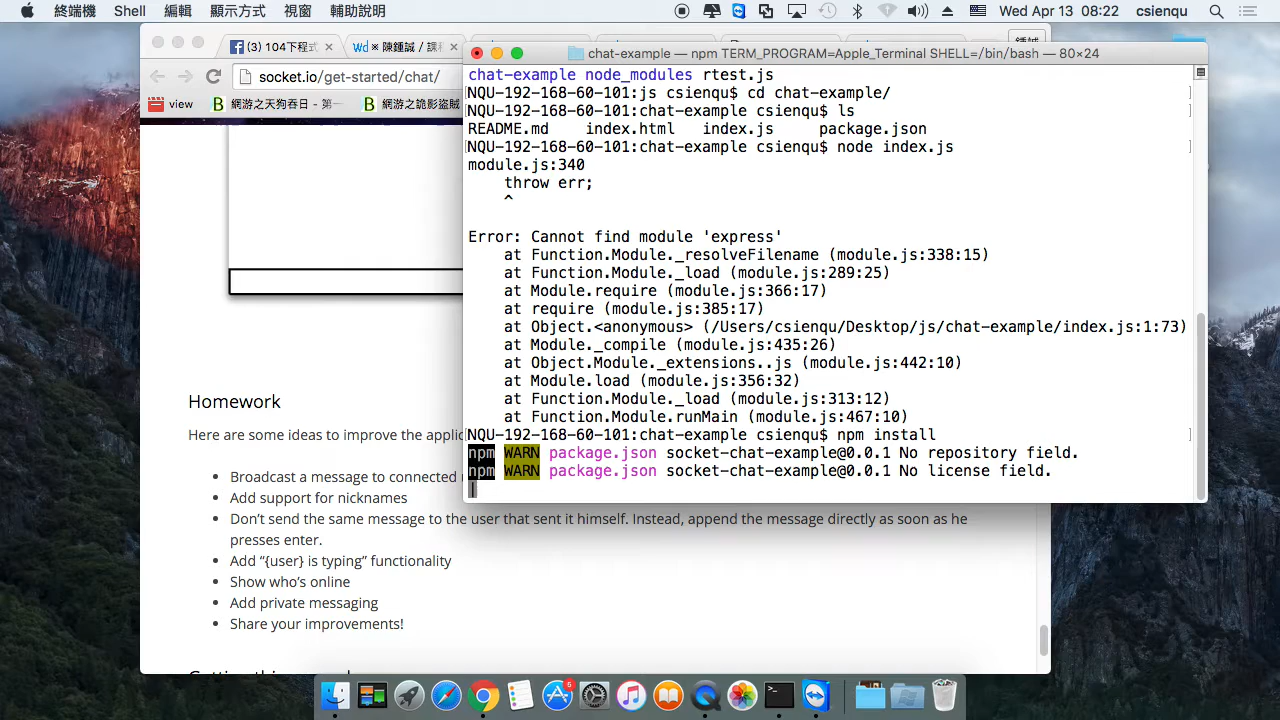 終端機 Shell 編輯 顯示方式 視窗 輔助說明 Wed Apr 13 08:22 csienqu
(3) 104下程式 × 陳鍾誠 / 課程 ×
socket.io/get-started/chat/
view 網游之天狗春日 - 第一 網游之詭影盜賊
chat-example — npm TERM_PROGRAM=Apple_Terminal SHELL=/bin/bash — 80×24
chat-example node_modules rtest.js
NQU-192-168-60-101:js csienqu$ cd chat-example/
NQU-192-168-60-101:chat-example csienqu$ ls
README.md index.html index.js package.json
NQU-192-168-60-101:chat-example csienqu$ node index.js
module.js:340
throw err;
^
Error: Cannot find module 'express'
at Function.Module._resolveFilename (module.js:338:15)
at Function.Module._load (module.js:289:25)
at Module.require (module.js:366:17)
at require (module.js:385:17)
at Object.<anonymous> (/Users/csienqu/Desktop/js/chat-example/index.js:1:73)
at Module._compile (module.js:435:26)
at Object.Module._extensions..js (module.js:442:10)
at Module.load (module.js:356:32)
at Function.Module._load (module.js:313:12)
at Function.Module.runMain (module.js:467:10)
NQU-192-168-60-101:chat-example csienqu$ npm install
npm WARN package.json socket-chat-example@0.0.1 No repository field.
npm WARN package.json socket-chat-example@0.0.1 No license field.
Homework
Here are some ideas to improve the
Broadcast a message to connected
Add support for nicknames
Don’t send the same message to the user that sent it himself. Instead, append the message directly as soon as he
presses enter.
Add “{user} is typing” functionality
Show who’s online
Add private messaging
Share your improvements!